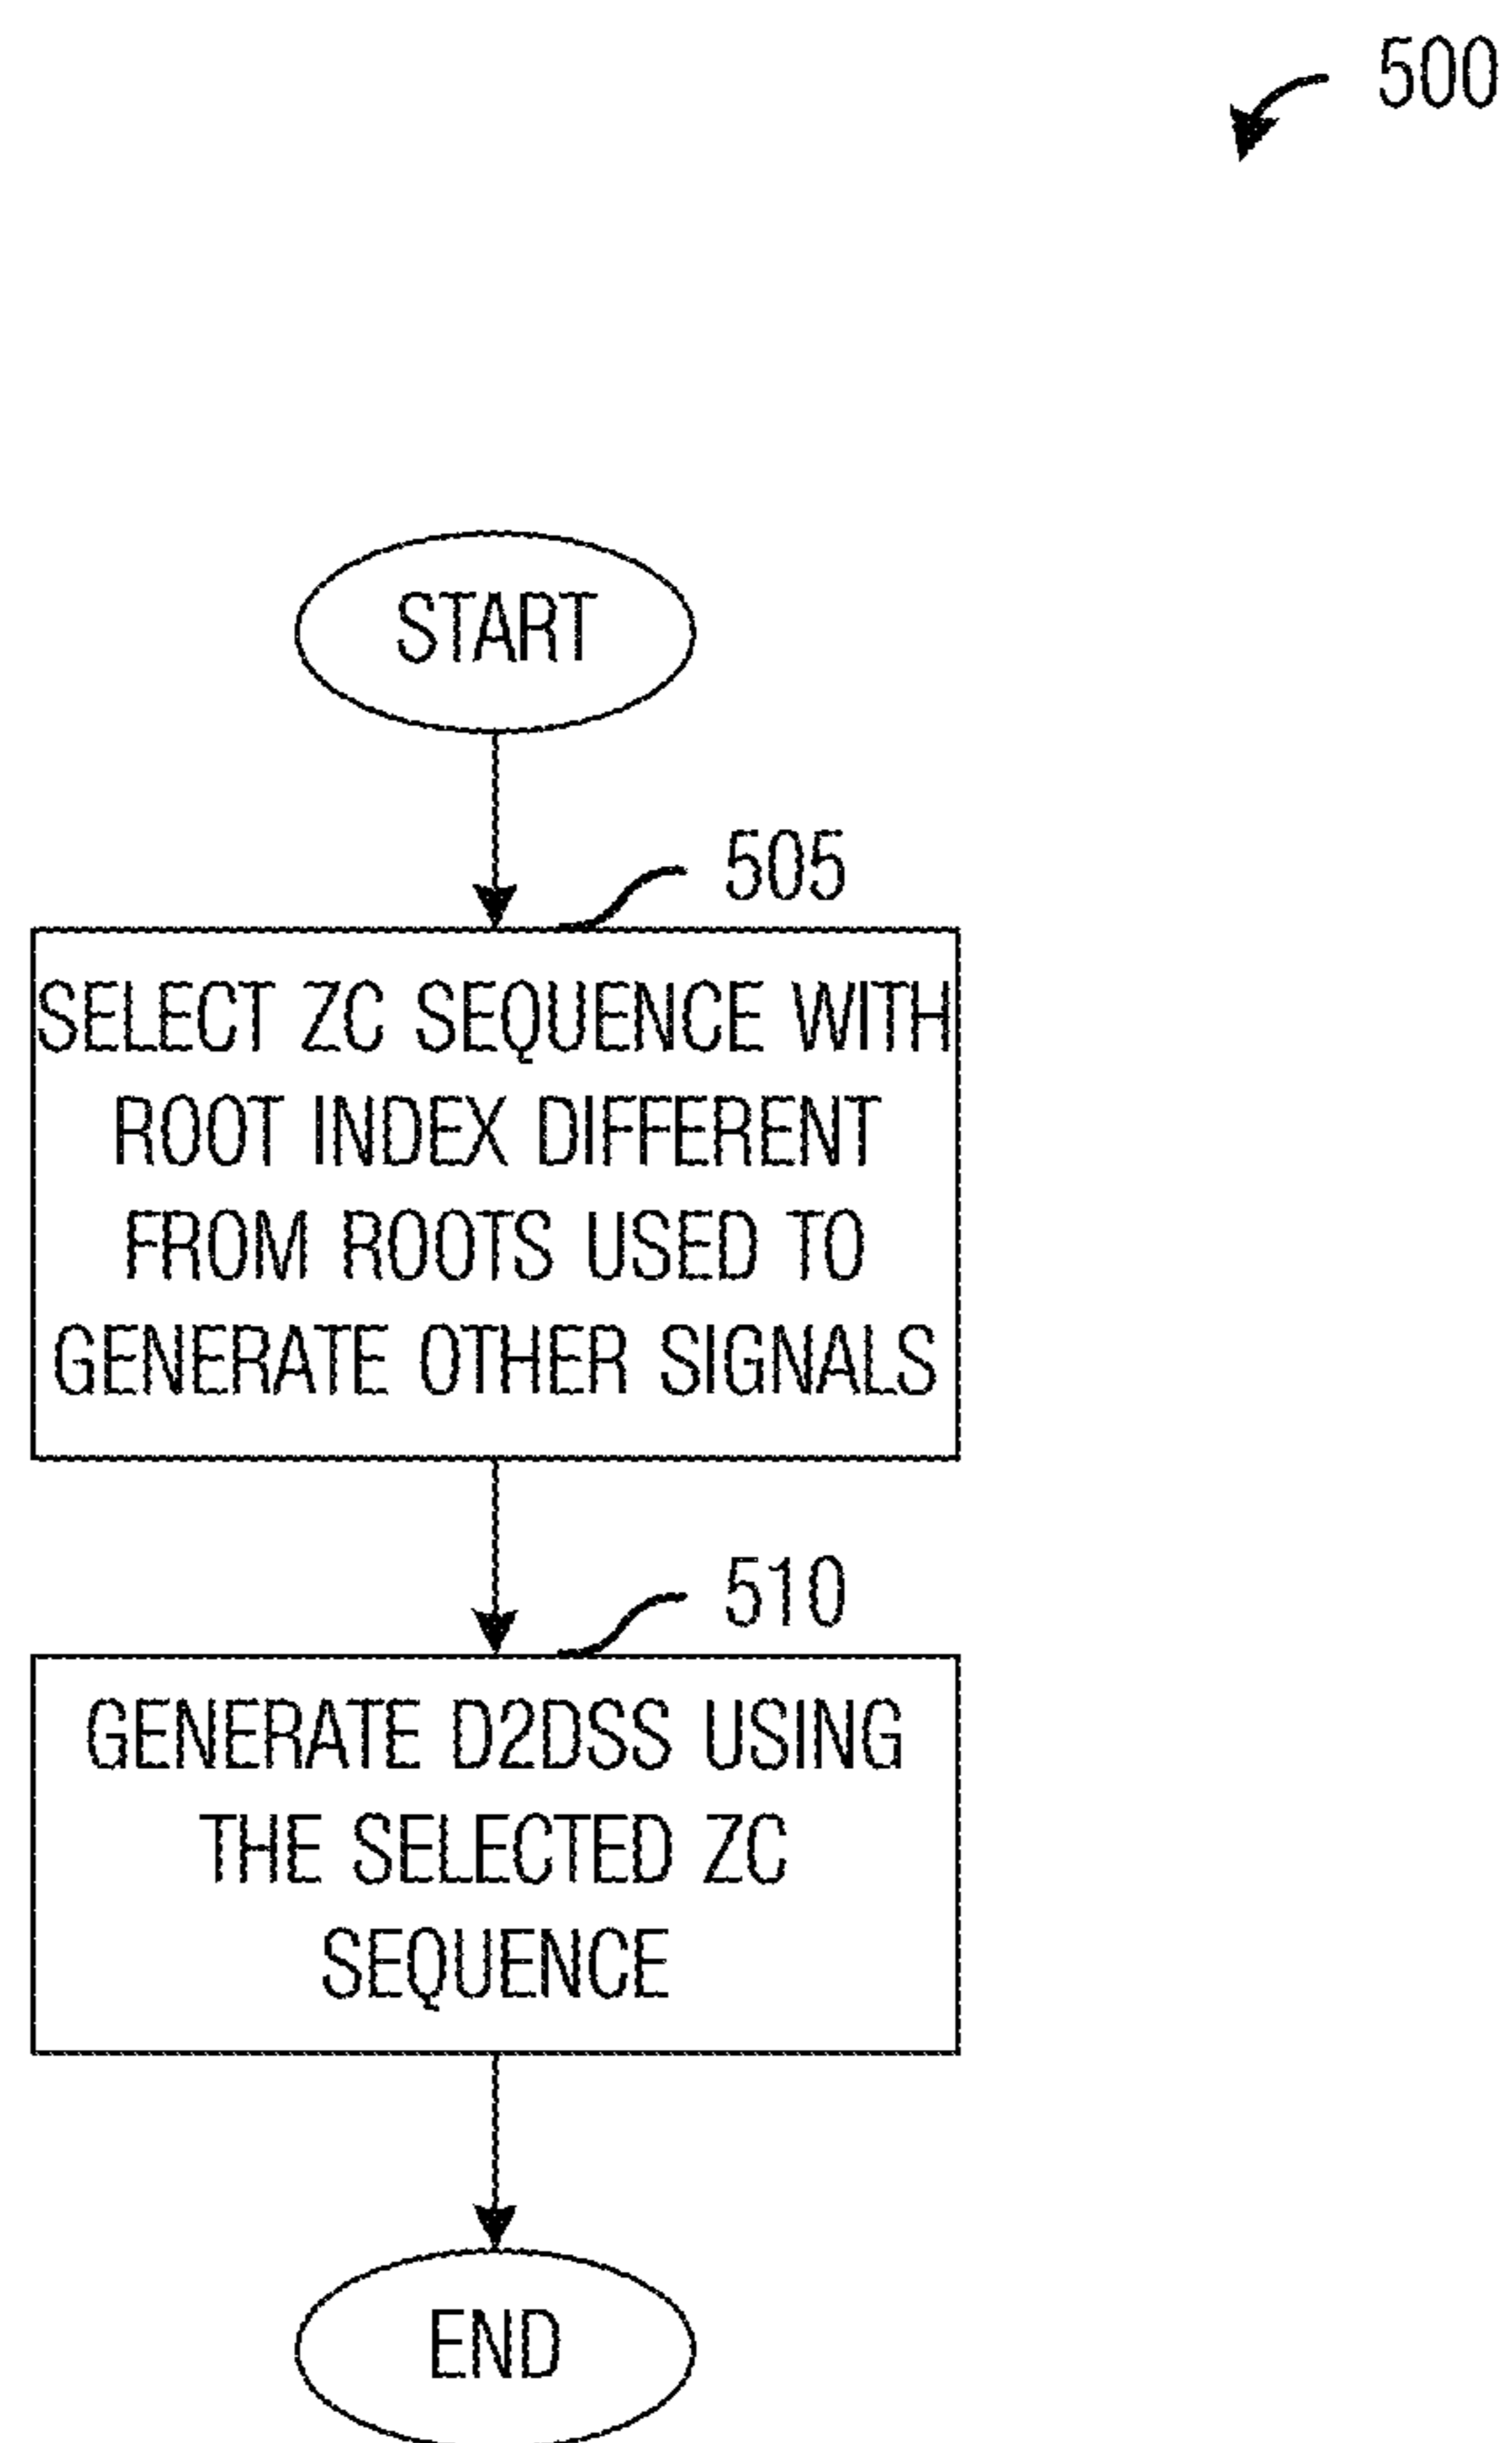 500
START
505
SELECT ZC SEQUENCE WITH
ROOT INDEX DIFFERENT
FROM ROOTS USED TO
GENERATE OTHER SIGNALS
510
GENERATE D2DSS USING
THE SELECTED ZC
SEQUENCE
END